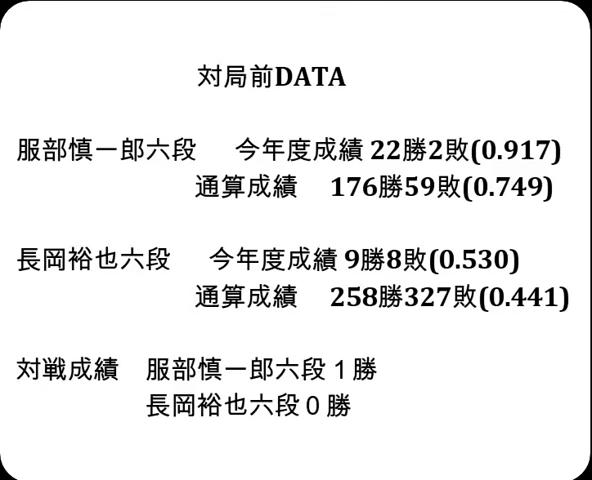 対局前DATA
服部慎一郎六段 今年度成績 22勝2敗(0.917)
通算成績 176勝59敗(0.749)
長岡裕也六段 今年度成績 9勝8敗(0.530)
通算成績 258勝327敗(0.441)
対戦成績 服部慎一郎六段 1 勝
長岡裕也六段 0 勝